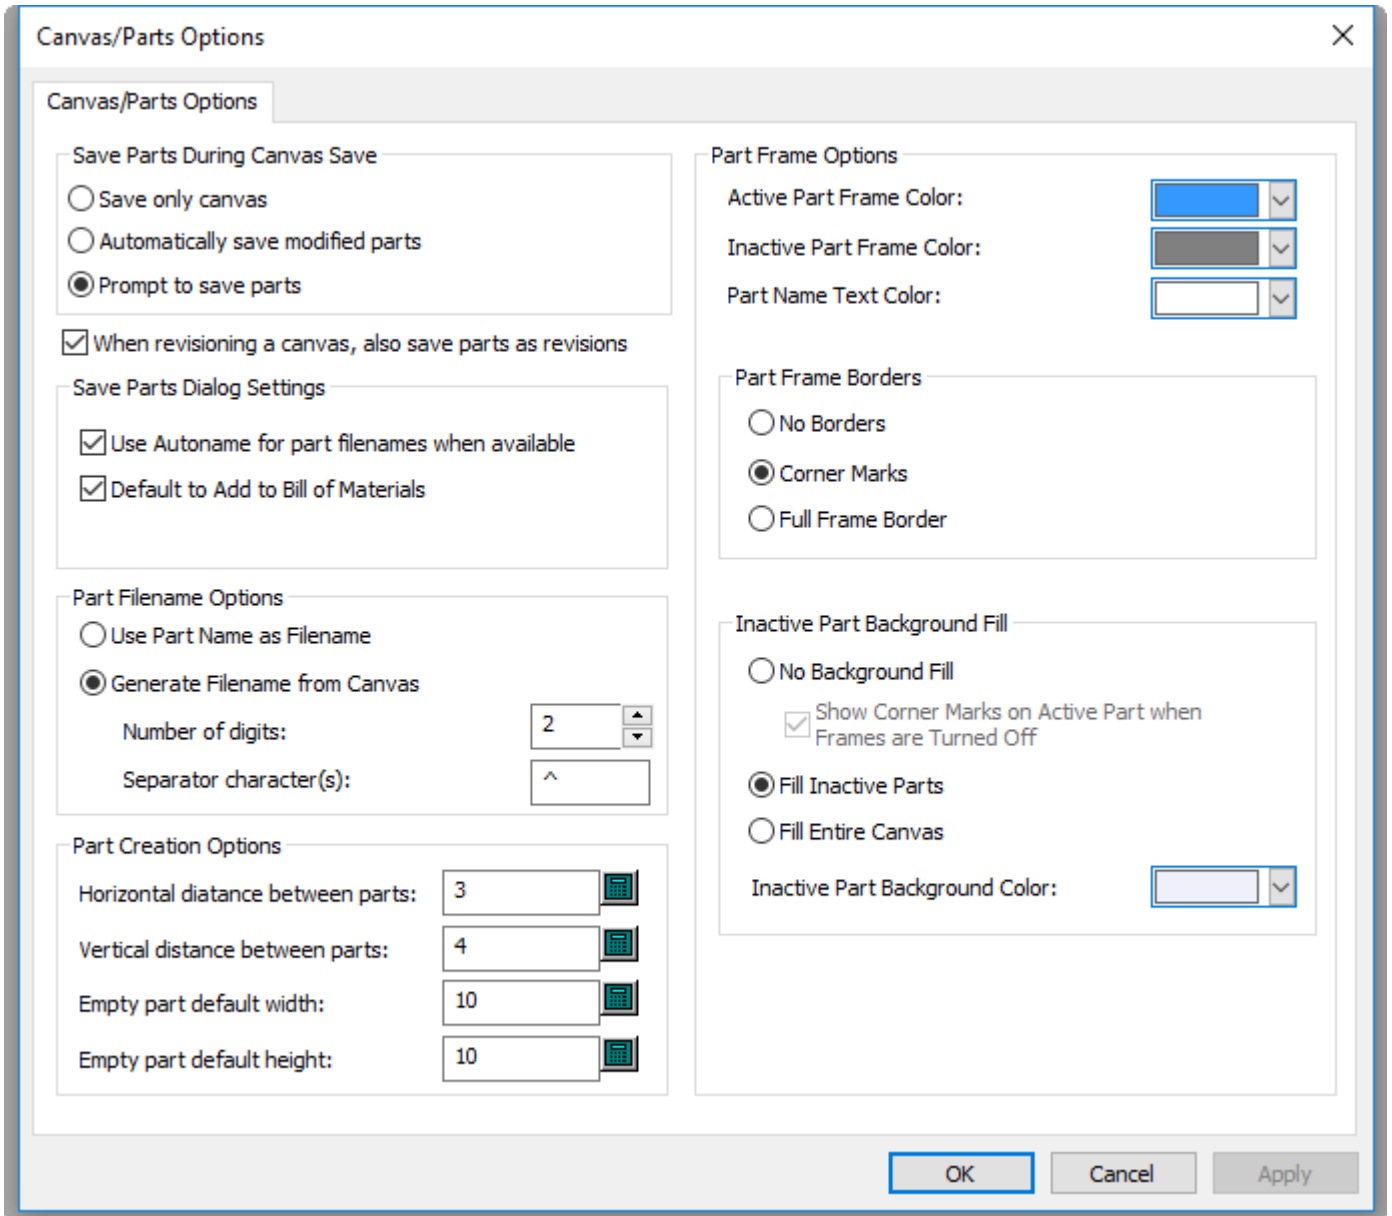 Canvas/Parts Options
Canvas/Parts Options
Save Parts During Canvas Save
Save only canvas
Automatically save modified parts
Prompt to save parts
When revisioning a canvas, also save parts as revisions
Save Parts Dialog Settings
Use Autoname for part filenames when available
Default to Add to Bill of Materials
Part Filename Options
Use Part Name as Filename
Generate Filename from Canvas
Number of digits: 2
Separator character(s): ^
Part Creation Options
Horizontal diatance between parts: 3
Vertical distance between parts: 4
Empty part default width: 10
Empty part default height: 10
Part Frame Options
Active Part Frame Color:
Inactive Part Frame Color:
Part Name Text Color:
Part Frame Borders
No Borders
Corner Marks
Full Frame Border
Inactive Part Background Fill
No Background Fill
Show Corner Marks on Active Part when
Frames are Turned Off
Fill Inactive Parts
Fill Entire Canvas
Inactive Part Background Color:
OK Cancel Apply